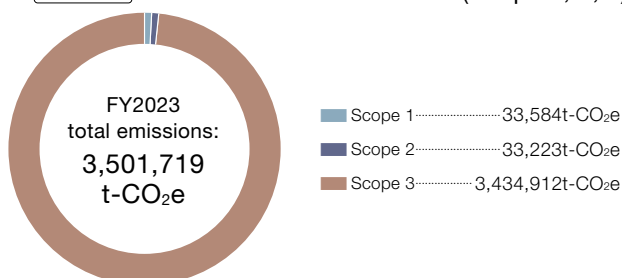 FY2023
total emissions:
3,501,719
t-CO₂e
Scope 1 33,584t-CO₂e
Scope 2 33,223t-CO₂e
Scope 3 3,434,912t-CO₂e